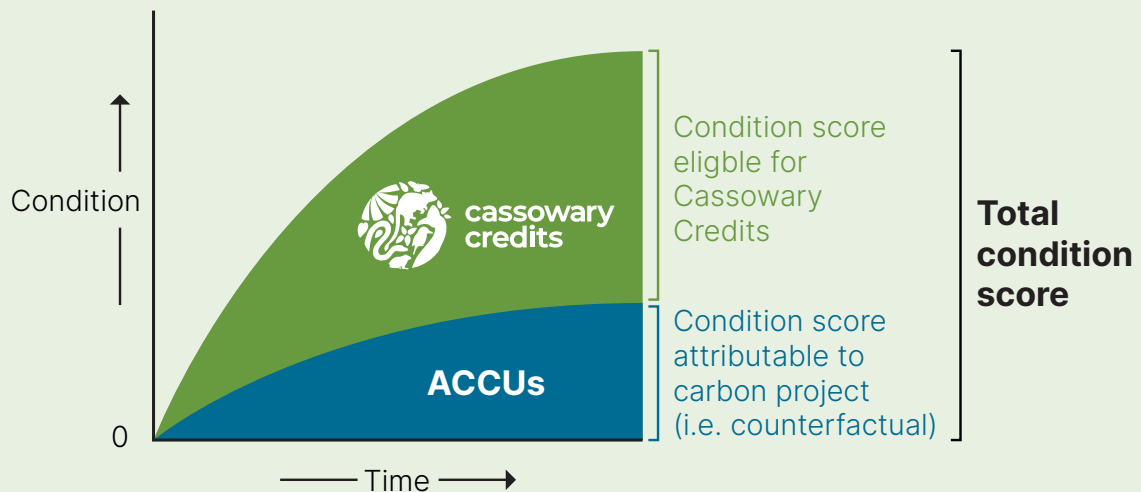 Condition
0
Time
cassowary
credits
ACCUs
Condition score
eligble for
Cassowary
Credits
Condition score
attributable to
carbon project
(i.e. counterfactual)
Total
condition
score